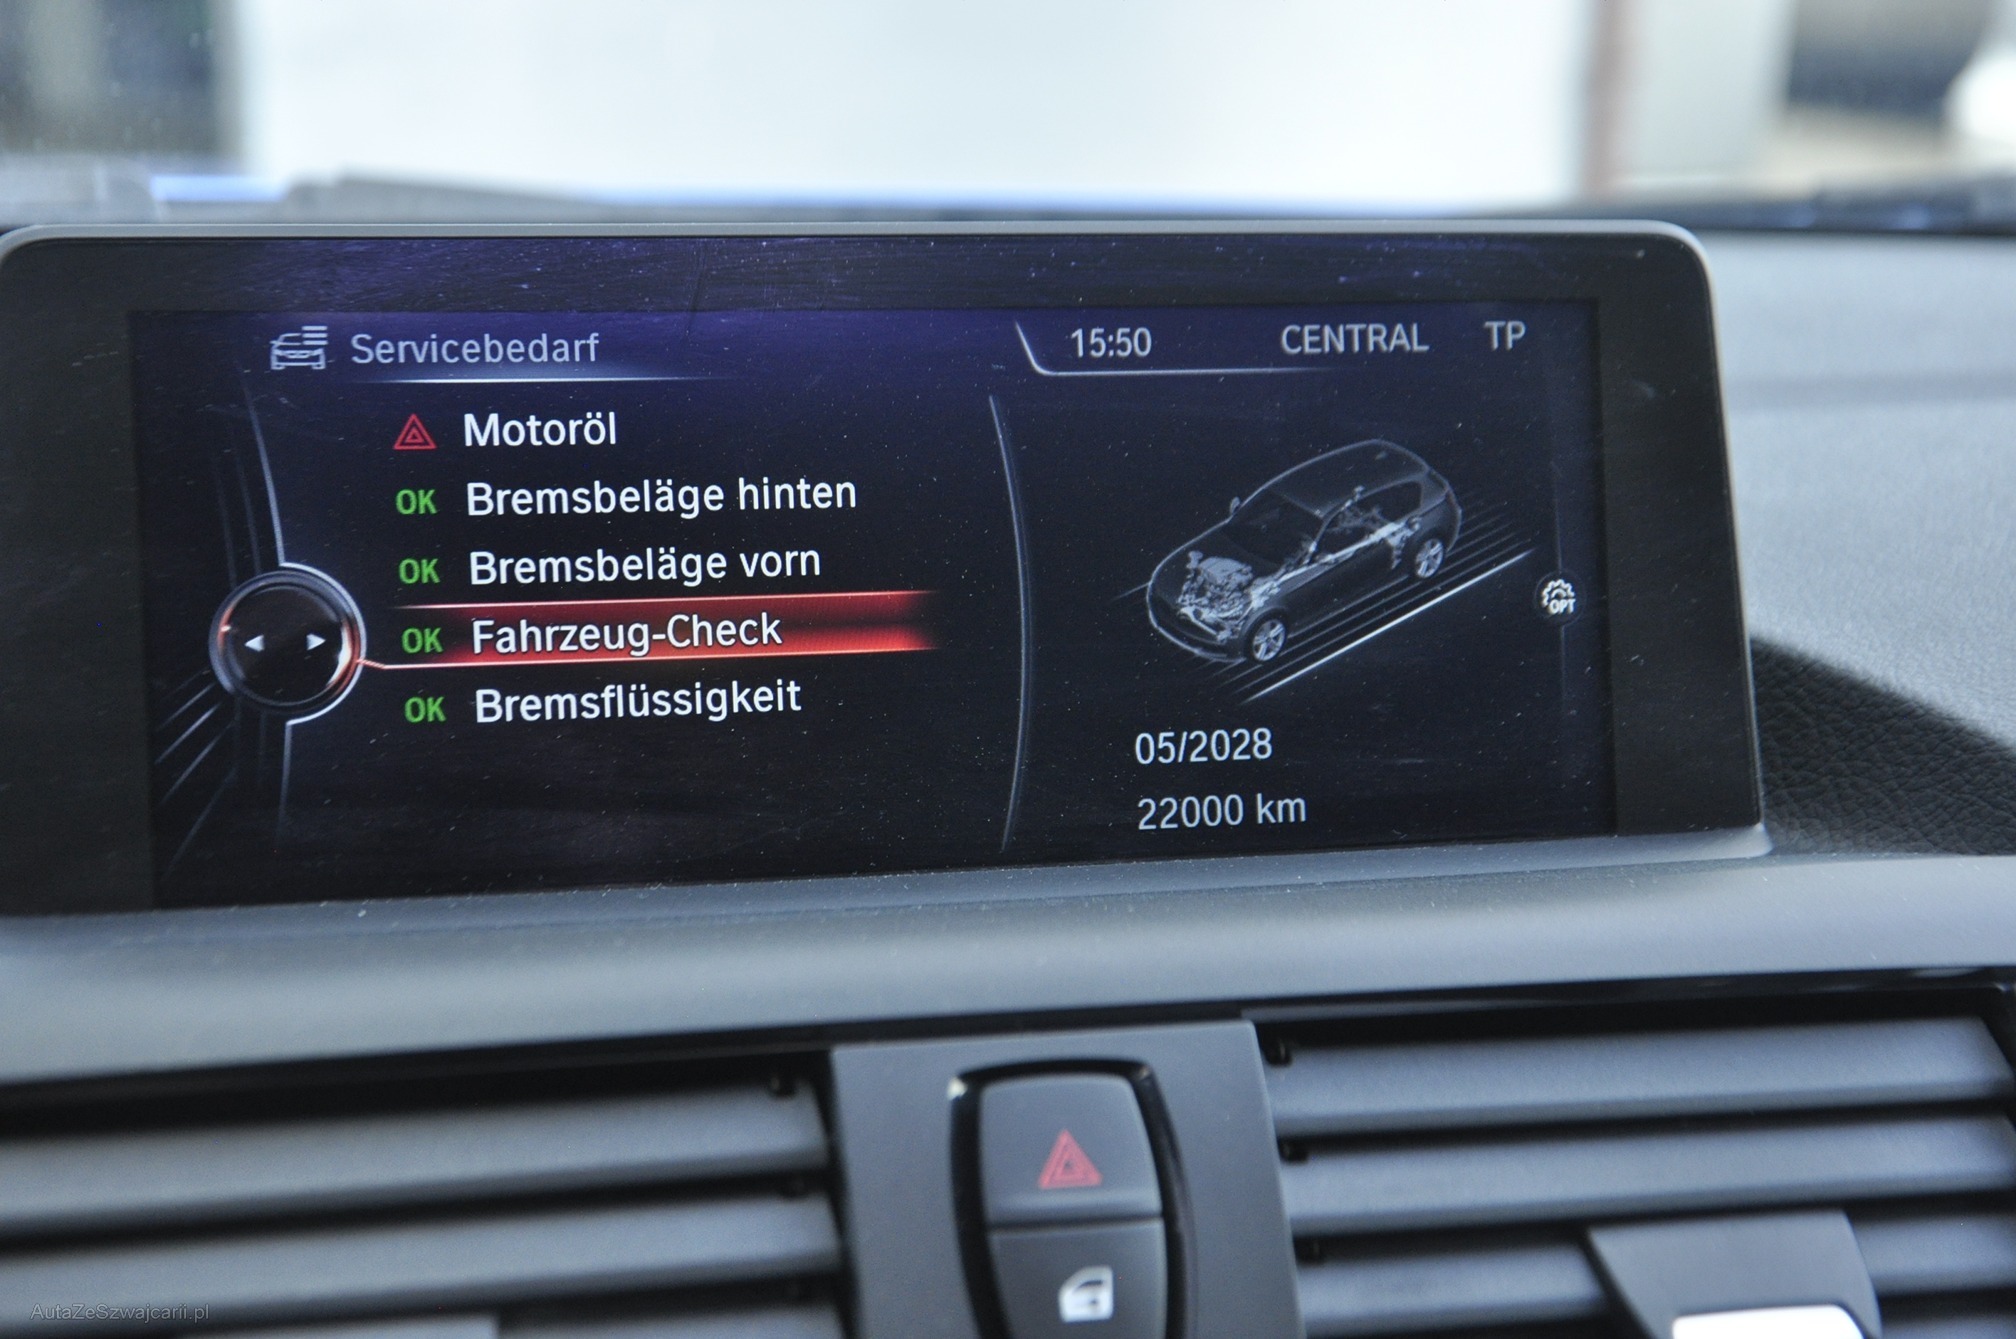 Servicebedarf
15:50 CENTRAL TP
Motoröl
OK Bremsbeläge hinten
OK Bremsbeläge vorn
OK Fahrzeug-Check
OK Bremsflüssigkeit
OPT
05/2028
22000 km
AutaZeSzwajcarii.pl